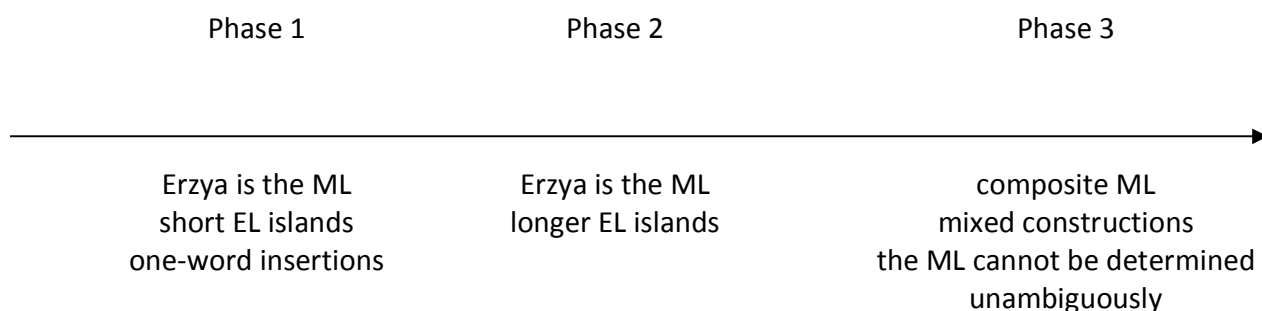 Phase 1
Phase 2
Phase 3
Erzya is the ML
short EL islands
one-word insertions
Erzya is the ML
longer EL islands
composite ML
mixed constructions
the ML cannot be determined
unambiguously